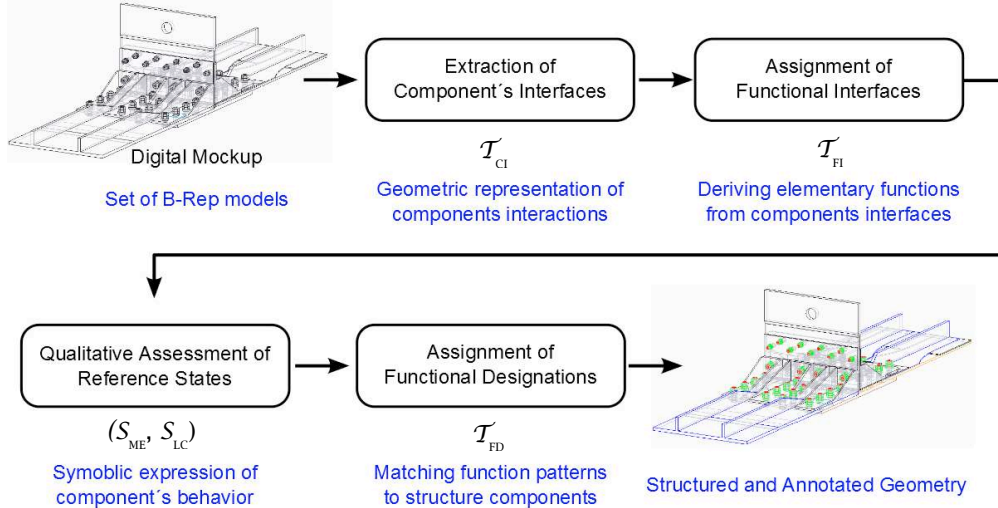 Digital Mockup
Set of B-Rep models
Extraction of
Component´s Interfaces
𝒯CI
Geometric representation of
components interactions
Assignment of
Functional Interfaces
𝒯FI
Deriving elementary functions
from components interfaces
Qualitative Assessment of
Reference States
(SME, SLC)
Symoblic expression of
component´s behavior
Assignment of
Functional Designations
𝒯FD
Matching function patterns
to structure components
Structured and Annotated Geometry